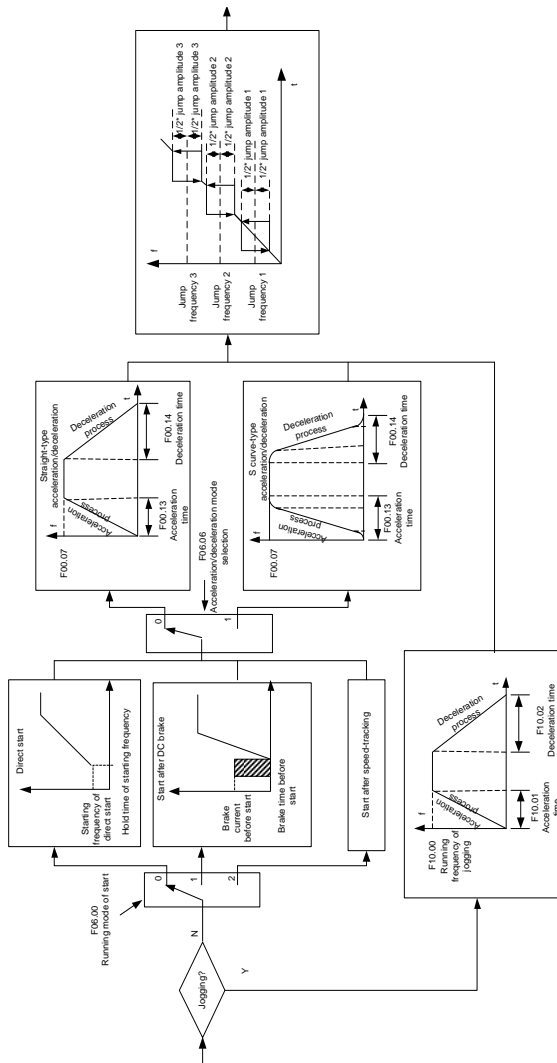 Jogging?
N
Y
F06.00
Running mode of start
0
1
2
Direct start
Starting
frequency of
direct start
Hold time of starting frequency
Start after DC brake
Brake
current
before start
Brake time before
start
Start after speed-tracking
F06.06
Acceleration/deceleration mode
selection
0
1
Straight-type
acceleration/deceleration
f
F00.07
Acceleration
process
Deceleration
process
t
F00.13
Acceleration
time
F00.14
Deceleration time
S curve-type
acceleration/deceleration
f
F00.07
Acceleration
process
Deceleration
process
t
F00.13
Acceleration
time
F00.14
Deceleration time
F10.00
Running
frequency of
jogging
f
Acceleration
process
Deceleration
process
t
F10.01
Acceleration
F10.02
Deceleration time
f
Jump
frequency 3
Jump
frequency 2
Jump
frequency 1
1/2* jump amplitude 3
1/2* jump amplitude 3
1/2* jump amplitude 2
1/2* jump amplitude 2
1/2* jump amplitude 1
1/2* jump amplitude 1
t